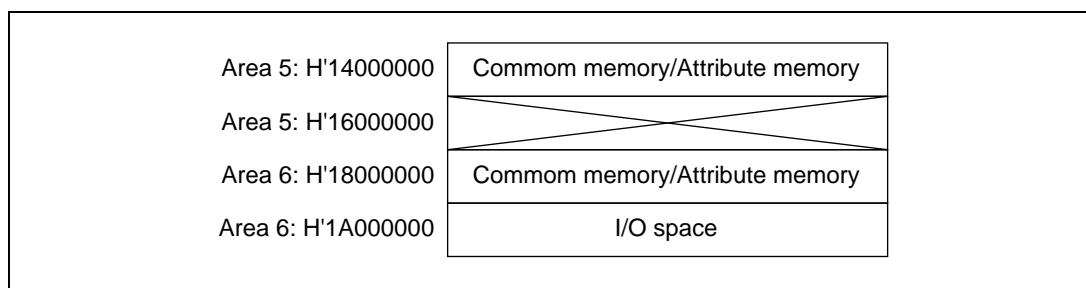 Area 5: H'14000000 Commom memory/Attribute memory
Area 5: H'16000000
Area 6: H'18000000 Commom memory/Attribute memory
Area 6: H'1A000000 I/O space